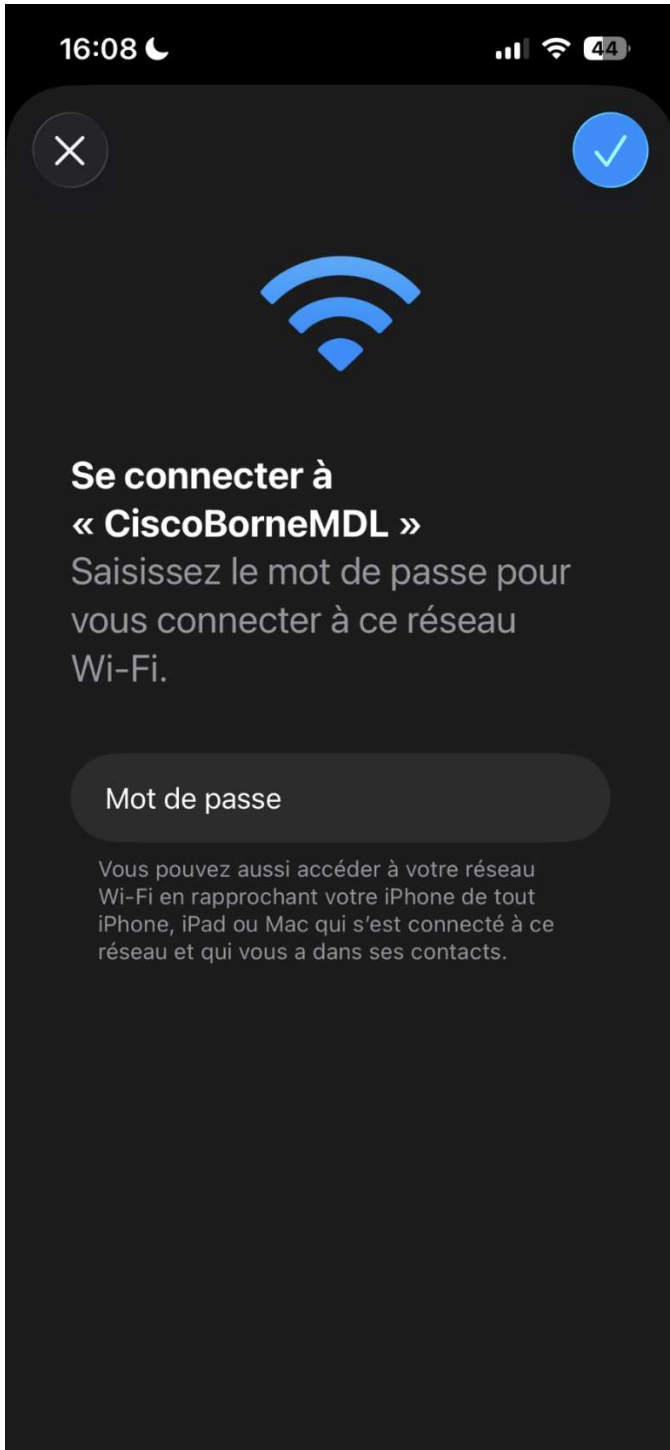 16:08
44
Se connecter à
« CiscoBorneMDL »
Saisissez le mot de passe pour
vous connecter à ce réseau
Wi-Fi.
Mot de passe
Vous pouvez aussi accéder à votre réseau
Wi-Fi en rapprochant votre iPhone de tout
iPhone, iPad ou Mac qui s’est connecté à ce
réseau et qui vous a dans ses contacts.